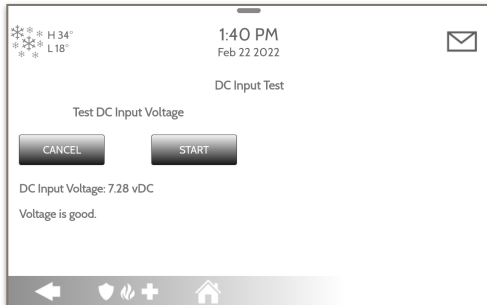 H 34°
L 18°
1:40 PM
Feb 22 2022
DC Input Test
Test DC Input Voltage
CANCEL
START
DC Input Voltage: 7.28 vDC
Voltage is good.